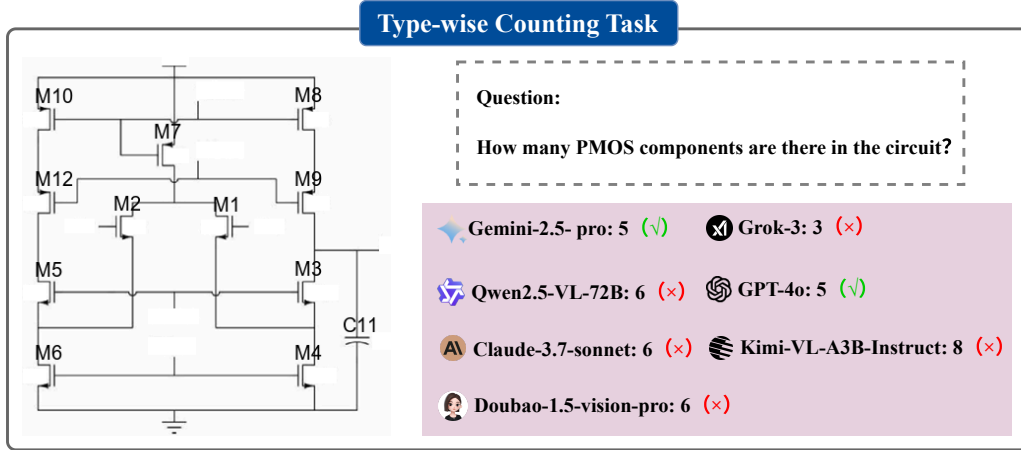 Type-wise Counting Task
M10
M8
M7
M12
M9
M2
M1
M5
M3
C11
M6
M4
Question:
How many PMOS components are there in the circuit?
Gemini-2.5- pro: 5 (√)
Grok-3: 3 (×)
Qwen2.5-VL-72B: 6 (×)
GPT-4o: 5 (√)
Claude-3.7-sonnet: 6 (×)
Kimi-VL-A3B-Instruct: 8 (×)
Doubao-1.5-vision-pro: 6 (×)